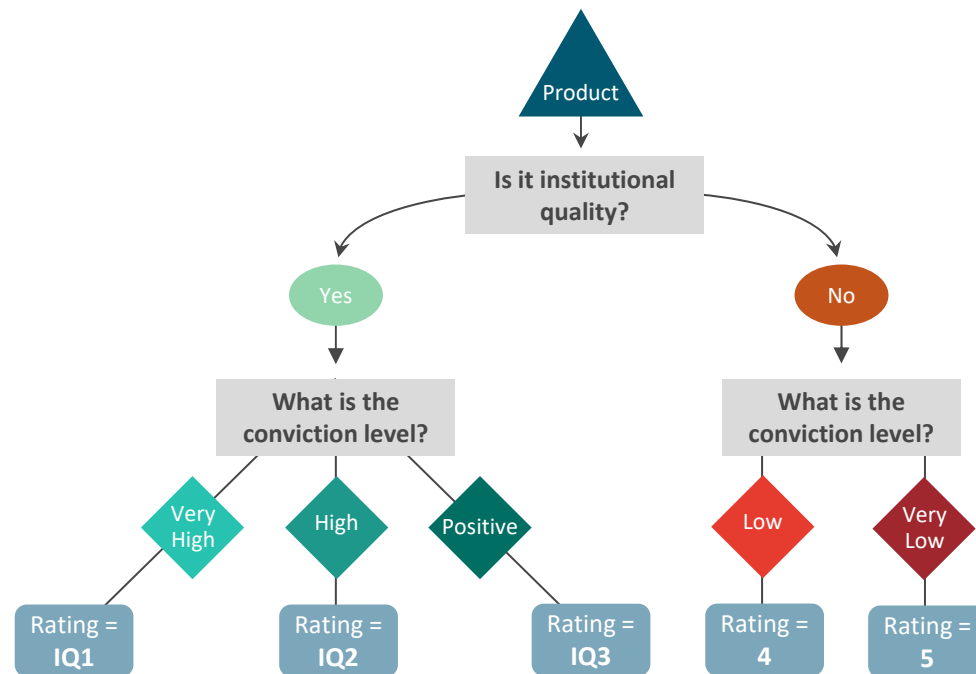 Product
Is it institutional
quality?
Yes
No
What is the
conviction level?
What is the
conviction level?
Very
High
High
Positive
Low
Very
Low
Rating =
IQ1
Rating =
IQ2
Rating =
IQ3
Rating =
4
Rating =
5